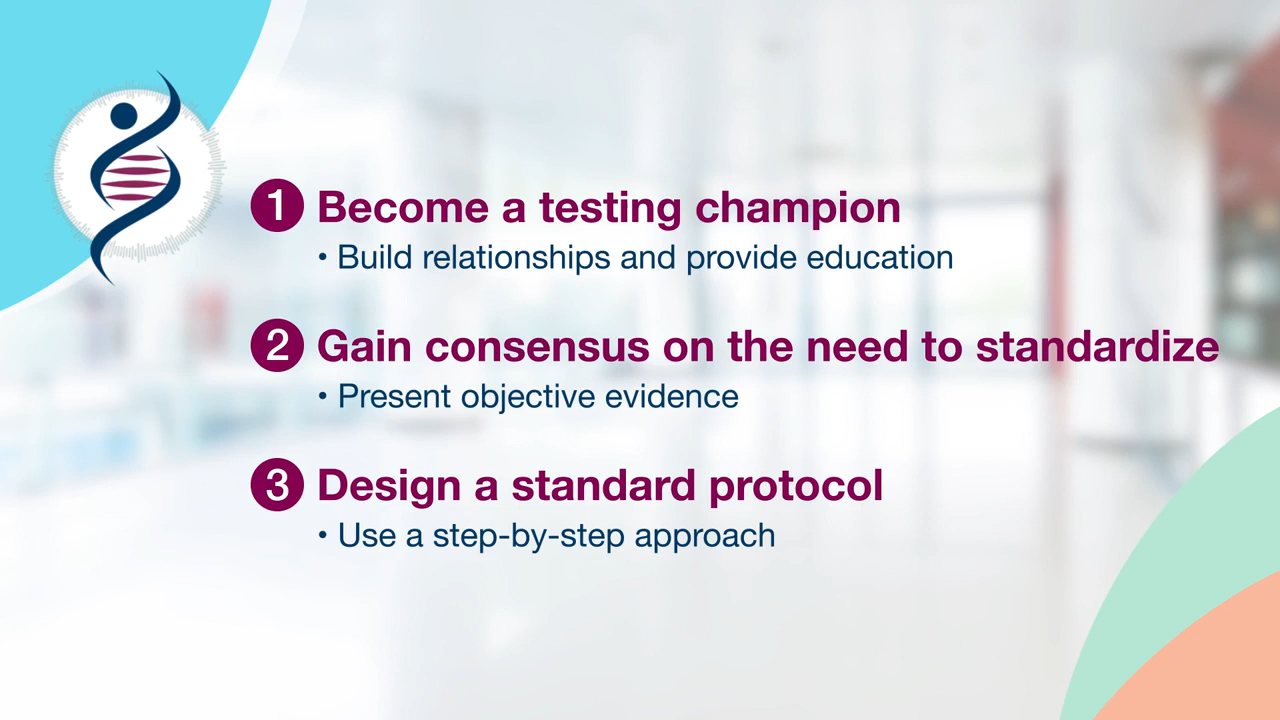 1 Become a testing champion
• Build relationships and provide education
2 Gain consensus on the need to standardize
• Present objective evidence
3 Design a standard protocol
• Use a step-by-step approach